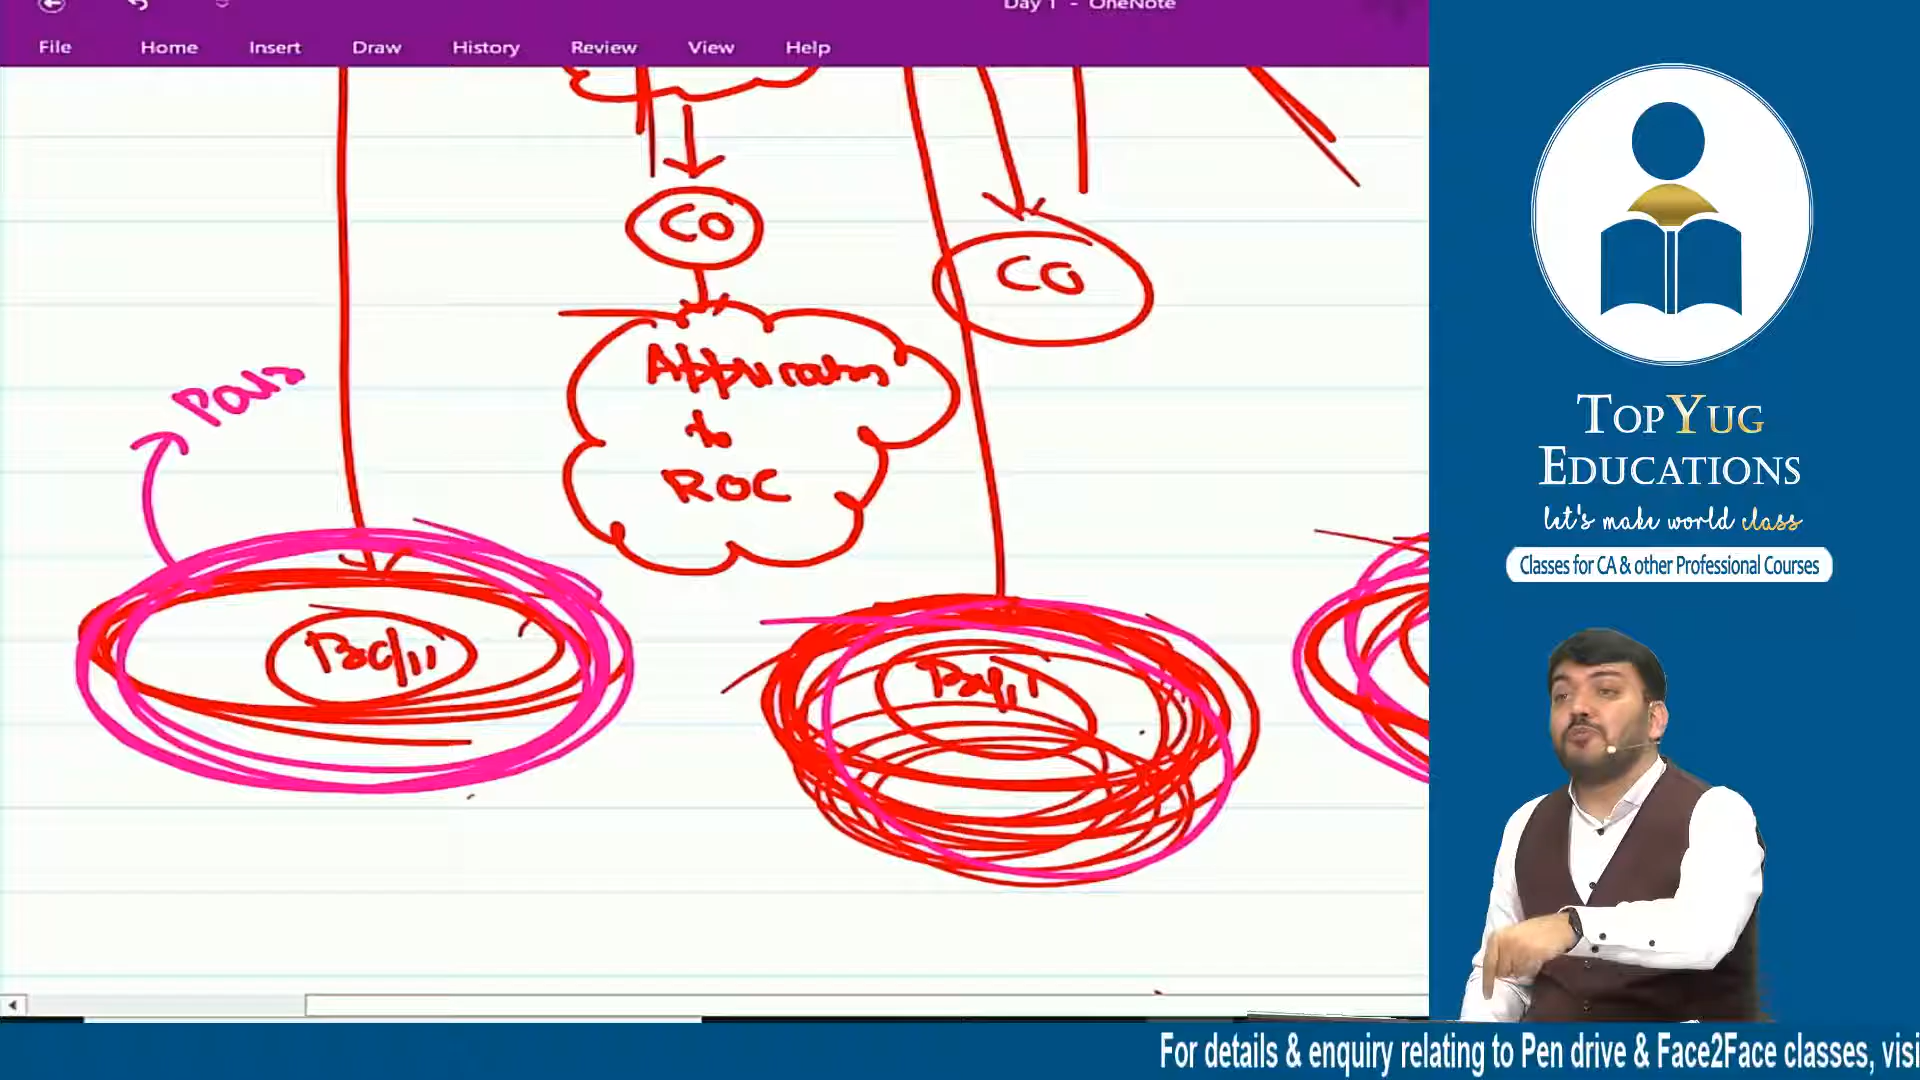 Day 1 - OneNote
File Home Insert Draw History Review View Help
CO
CO
to
ROC
TOPYUG
EDUCATIONS
let's make world class
Classes for CA & other Professional Courses
For details & enquiry relating to Pen drive & Face2Face classes, visi